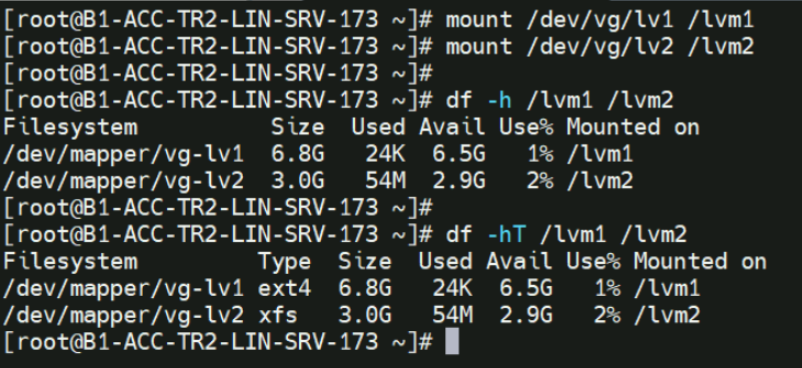 [root@B1-ACC-TR2-LIN-SRV-173 ~]# mount /dev/vg/lv1 /lvm1
[root@B1-ACC-TR2-LIN-SRV-173 ~]# mount /dev/vg/lv2 /lvm2
[root@B1-ACC-TR2-LIN-SRV-173 ~]#
[root@B1-ACC-TR2-LIN-SRV-173 ~]# df -h /lvm1 /lvm2
Filesystem          Size  Used Avail Use% Mounted on
/dev/mapper/vg-lv1  6.8G   24K  6.5G   1% /lvm1
/dev/mapper/vg-lv2  3.0G   54M  2.9G   2% /lvm2
[root@B1-ACC-TR2-LIN-SRV-173 ~]#
[root@B1-ACC-TR2-LIN-SRV-173 ~]# df -hT /lvm1 /lvm2
Filesystem         Type  Size  Used Avail Use% Mounted on
/dev/mapper/vg-lv1 ext4  6.8G   24K  6.5G   1% /lvm1
/dev/mapper/vg-lv2 xfs   3.0G   54M  2.9G   2% /lvm2
[root@B1-ACC-TR2-LIN-SRV-173 ~]#